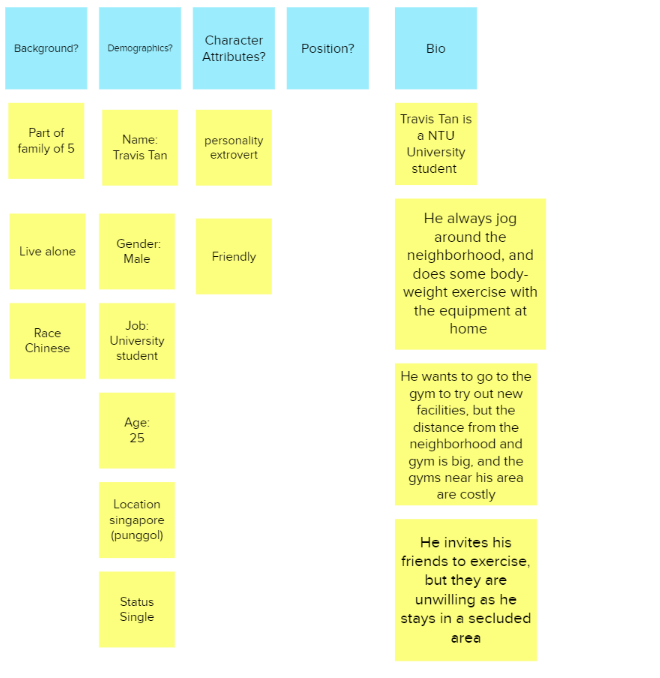 Background?
Demographics?
Character
Attributes?
Position?
Bio
Part of
family of 5
Live alone
Race
Chinese
Name:
Travis Tan
Gender:
Male
Job:
University
student
Age:
25
Location
singapore
(punggol)
Status
Single
personality
extrovert
Friendly
Travis Tan is
a NTU
University
student
He always jog
around the
neighborhood, and
does some body-
weight exercise with
the equipment at
home
He wants to go to the
gym to try out new
facilities, but the
distance from the
neighborhood and
gym is big, and the
gyms near his area
are costly
He invites his
friends to exercise,
but they are
unwilling as he
stays in a secluded
area